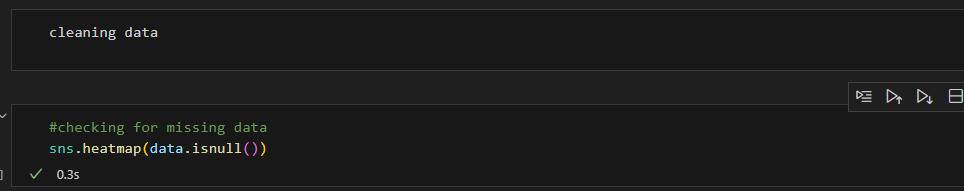 cleaning data
#checking for missing data
sns.heatmap(data.isnull())
0.3s